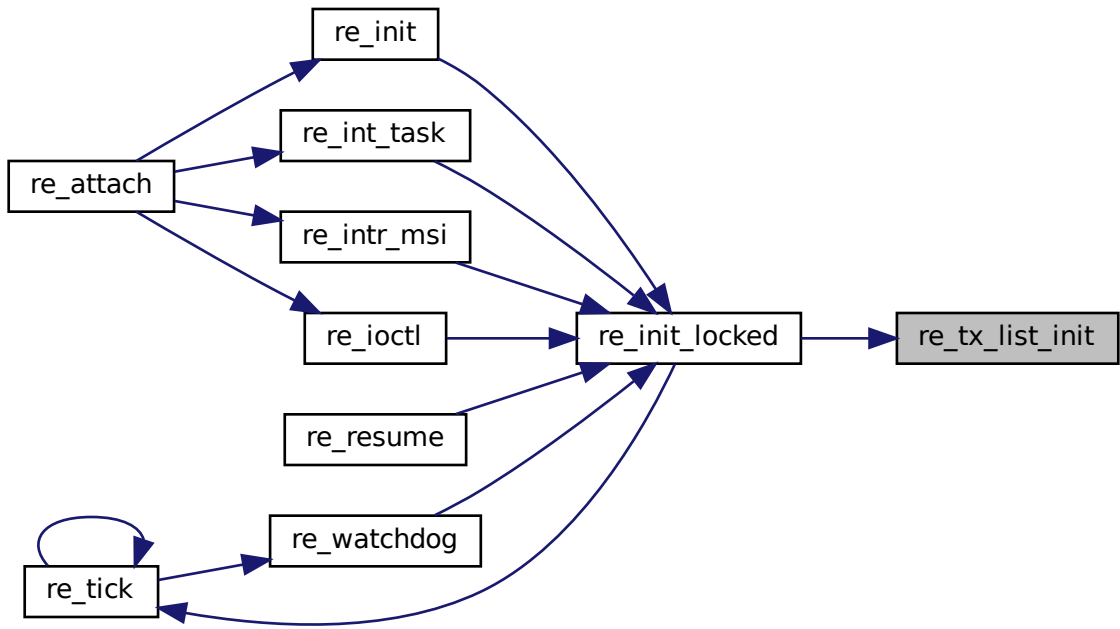 re_init
re_int_task
re_attach
re_intr_msi
re_ioctl
re_init_locked
re_tx_list_init
re_resume
re_watchdog
re_tick